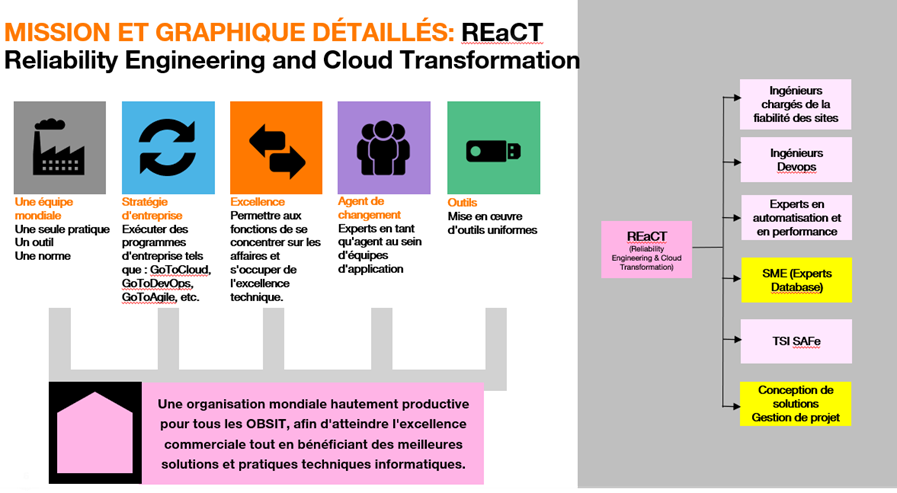 MISSION ET GRAPHIQUE DÉTAILLÉS: REaCT
Reliability Engineering and Cloud Transformation
Une équipe
mondiale
Une seule pratique
Un outil
Une norme
Stratégie
d'entreprise
Exécuter des
programmes
d'entreprise tels
que : GoToCloud,
GoToDevOps,
GoToAgile, etc.
Excellence
Permettre aux
fonctions de se
concentrer sur les
affaires et
s'occuper de
l'excellence
technique.
Agent de
changement
Experts en tant
qu'agent au sein
d'équipes
d'application
Outils
Mise en œuvre
d'outils uniformes
Une organisation mondiale hautement productive
pour tous les OBSIT, afin d'atteindre l'excellence
commerciale tout en bénéficiant des meilleures
solutions et pratiques techniques informatiques.
REaCT
(Reliability
Engineering & Cloud
Transformation)
Ingénieurs
chargés de la
fiabilité des sites
Ingénieurs
Devops
Experts en
automatisation et
en performance
SME (Experts
Database)
TSI SAFe
Conception de
solutions
Gestion de projet